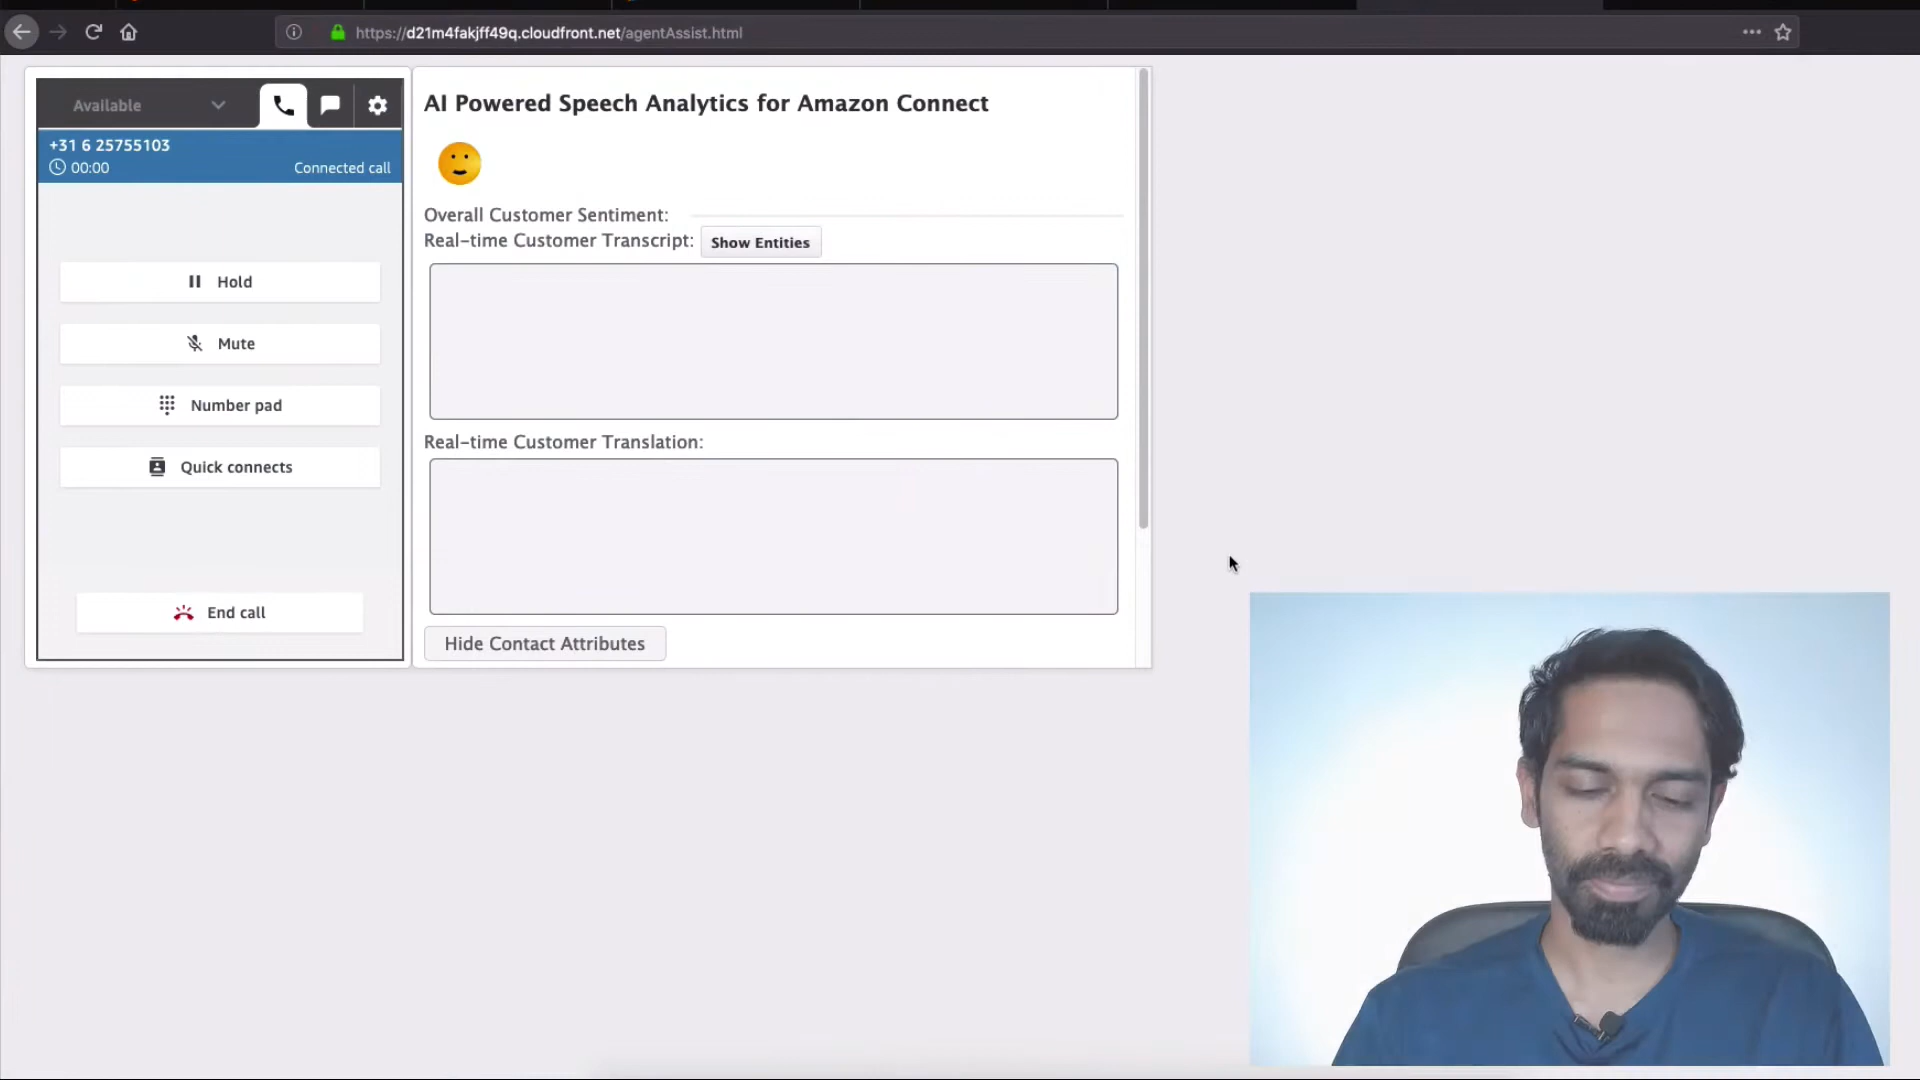 https://d21m4fakjff49q.cloudfront.net/agentAssist.html
Available
+31 6 25755103
00:00
Connected call
Hold
Mute
Number pad
Quick connects
End call
AI Powered Speech Analytics for Amazon Connect
Overall Customer Sentiment:
Real-time Customer Transcript:
Show Entities
Real-time Customer Translation:
Hide Contact Attributes